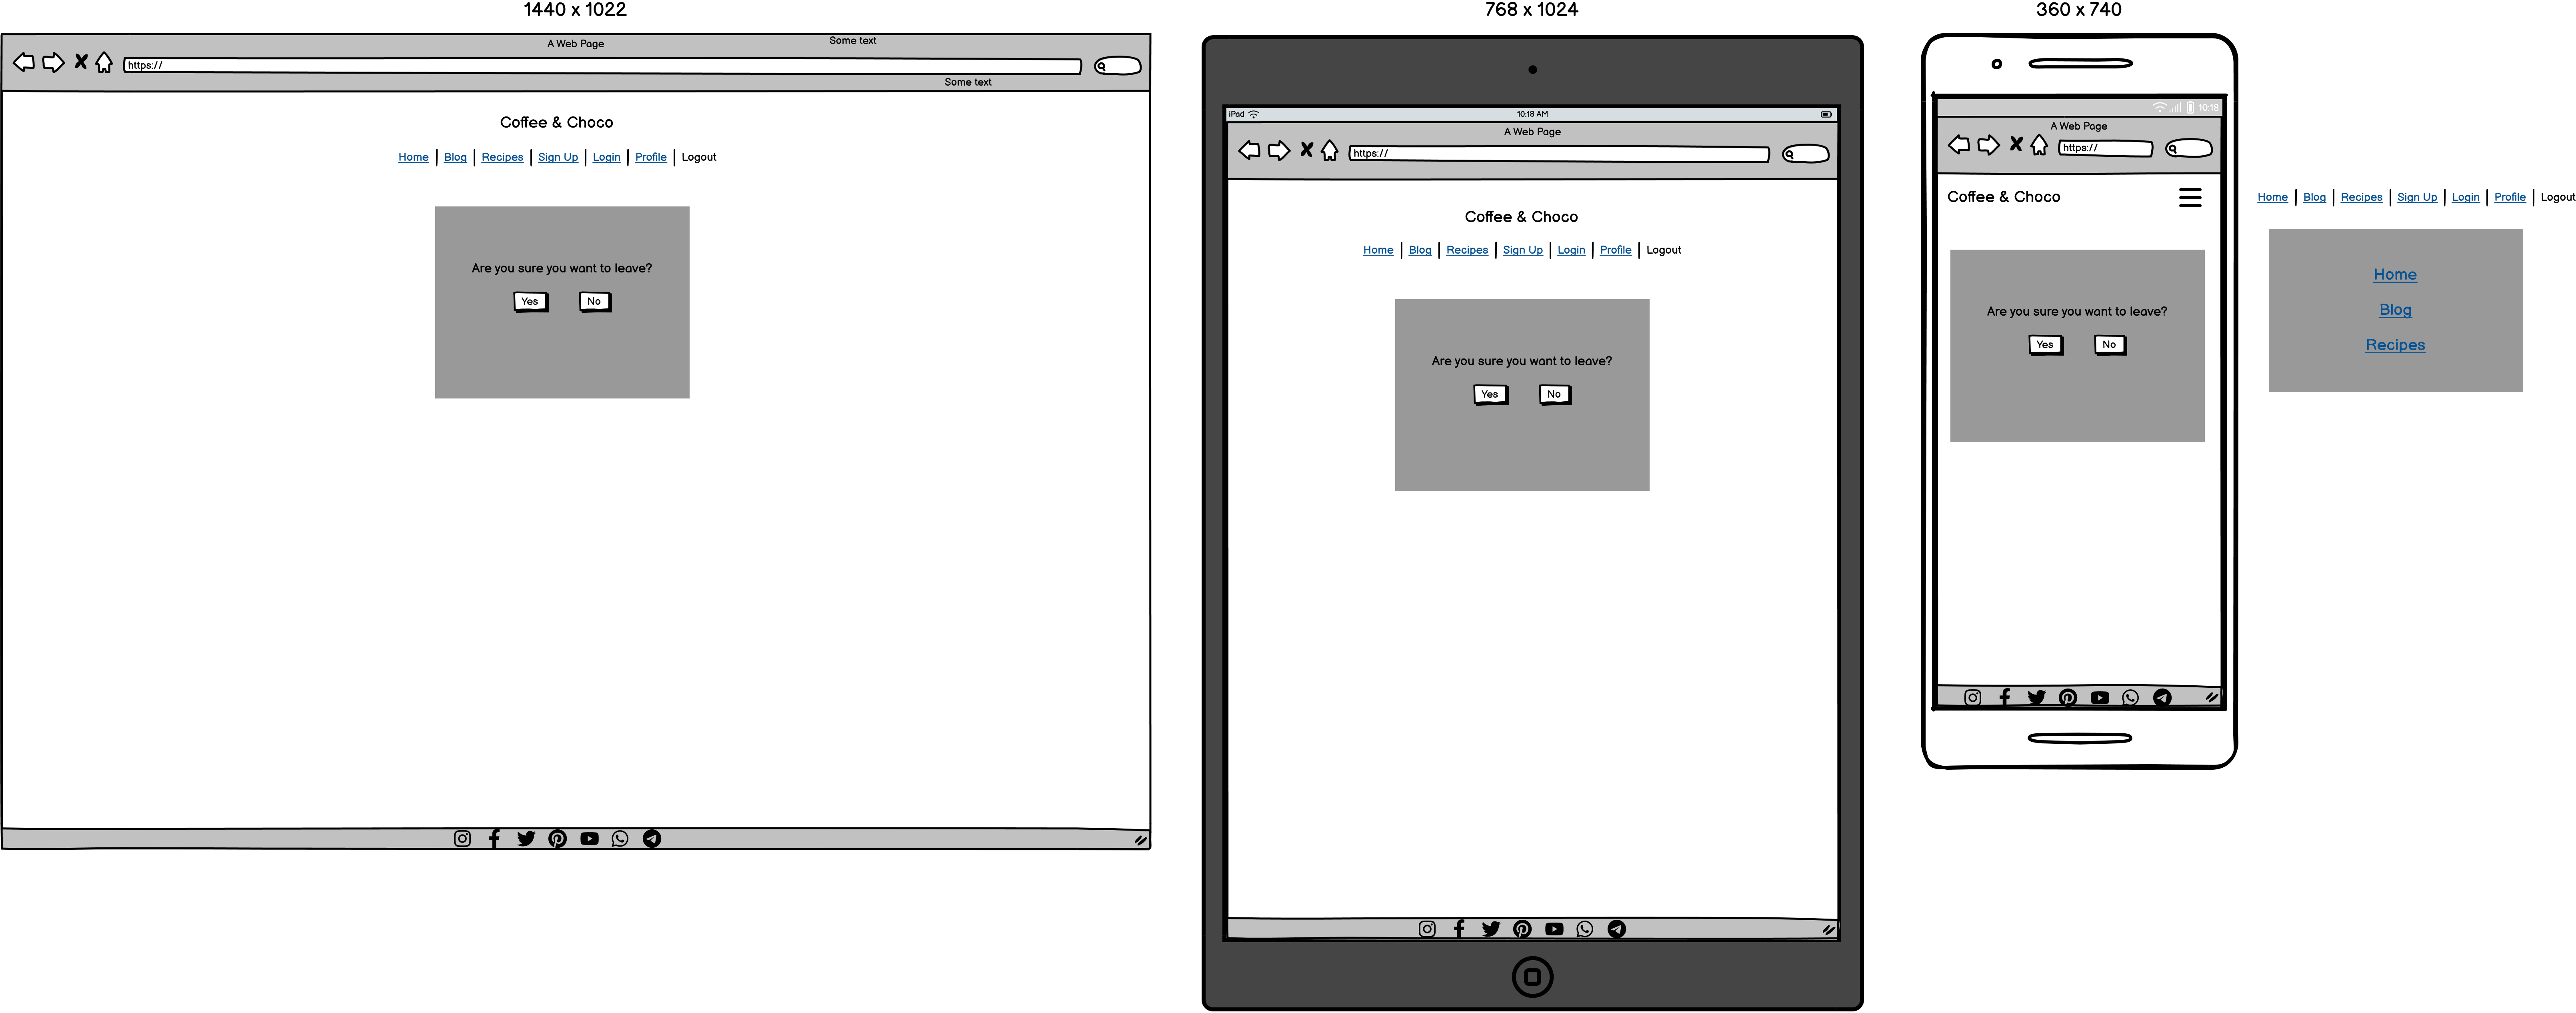 1440 x 1022
A Web Page
Some text
https://
Some text
Coffee & Choco
Home Blog Recipes Sign Up Login Profile Logout
Are you sure you want to leave?
Yes No
768 x 1024
iPad 10:18 AM
A Web Page
https://
Coffee & Choco
Home Blog Recipes Sign Up Login Profile Logout
Are you sure you want to leave?
Yes No
360 x 740
10:18
A Web Page
https://
Coffee & Choco
Are you sure you want to leave?
Yes No
Home Blog Recipes Sign Up Login Profile Logout
Home
Blog
Recipes